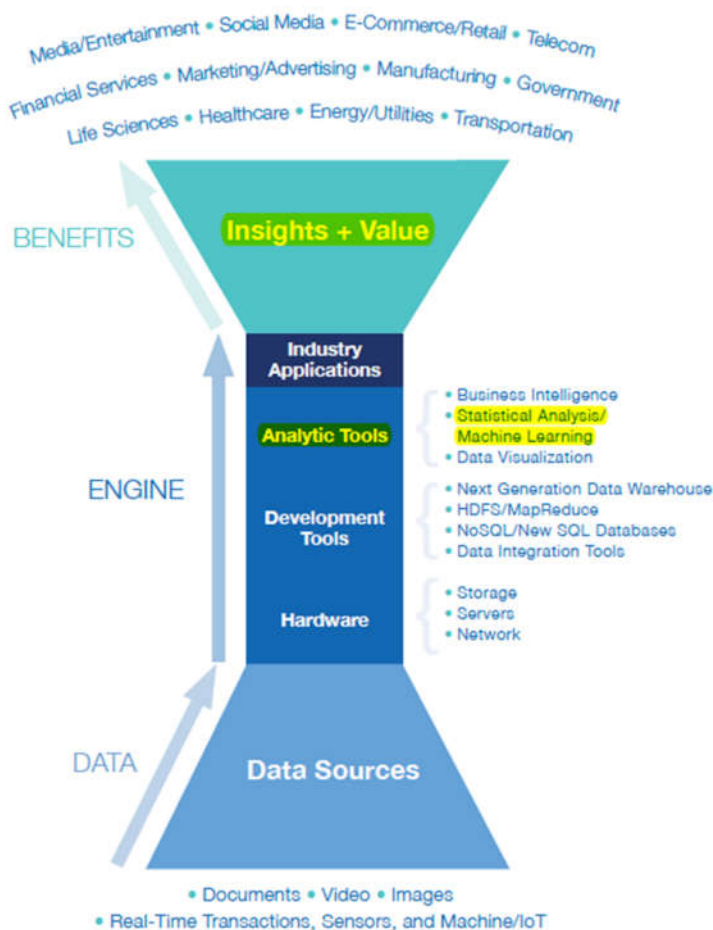 Media/Entertainment • Social Media • E-Commerce/Retail • Telecom
Financial Services • Marketing/Advertising • Manufacturing • Government
Life Sciences • Healthcare • Energy/Utilities • Transportation
BENEFITS
Insights + Value
Industry
Applications
ENGINE
Analytic Tools
• Business Intelligence
• Statistical Analysis/
Machine Learning
• Data Visualization
Development
Tools
• Next Generation Data Warehouse
• HDFS/MapReduce
• NoSQL/New SQL Databases
• Data Integration Tools
Hardware
• Storage
• Servers
• Network
DATA
Data Sources
• Documents • Video • Images
• Real-Time Transactions, Sensors, and Machine/IoT